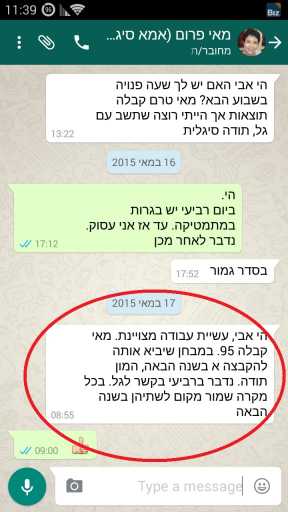 11:39
Biz
מאי פרום (אמא סיג...
מחובר/ת
הי אבי האם יש לך שעה פנויה
בשבוע הבא? מאי טרם קבלה
תוצאות אך הייתי רוצה שתשב עם
גל, תודה סיגלית
13:22
16 במאי 2015
הי.
ביום רביעי יש בגרות
במתמטיקה. עד אז אני עסוק.
נדבר לאחר מכן
17:12
בסדר גמור
17:52
17 במאי 2015
הי אבי, עשיית עבודה מצויינת. מאי
קבלה 95. במבחן שיביא אותה
להקבצה א בשנה הבאה, המון
תודה. נדבר ברביעי בקשר לגל. בכל
מקרה שמור מקום לשתיהן בשנה
הבאה
08:55
09:00
Type a message